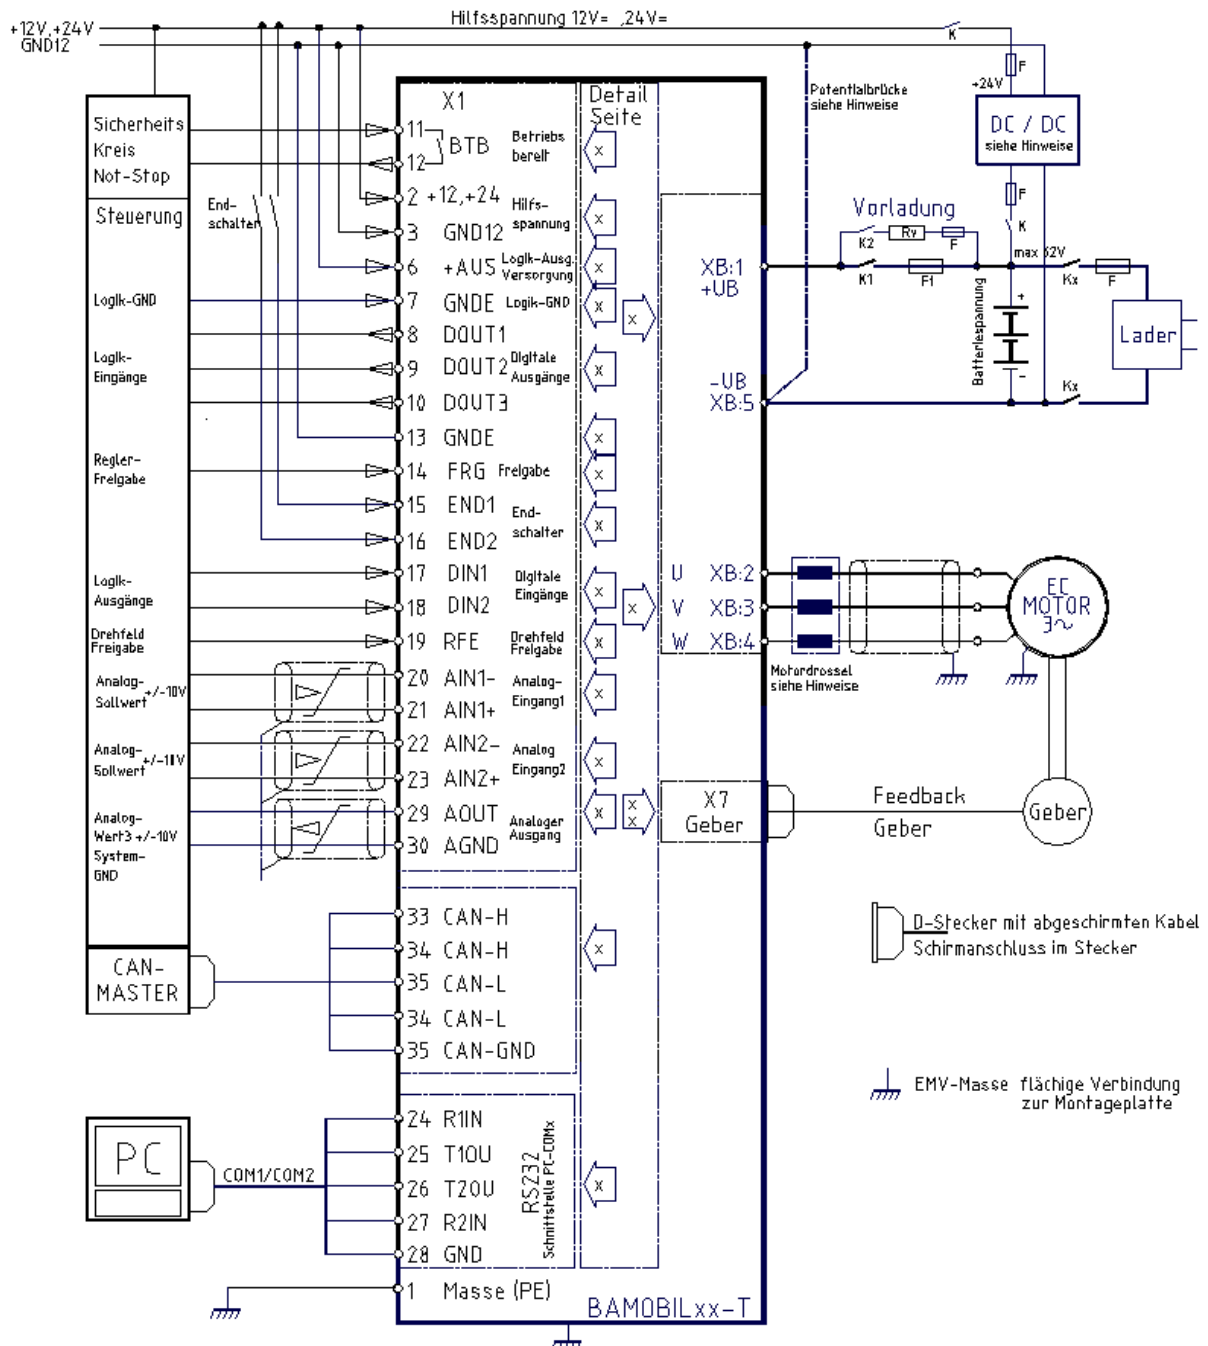 Hilfsspannung 12V= ,24V=
+12V,+24V
GND12
K
F
+24V
Potentialbrücke
siehe Hinweise
DC / DC
siehe Hinweise
F
K
X1
Detail
Seite
Sicherheits
Kreis
Not-Stop
11
BTB
12
Betriebs
bereit
x
Steuerung
End-
schalter
2 +12,+24
Hilfs-
spannung
x
3 GND12
Vorladung
K2
Rv
F
6 +AUS
Logik-Ausg.
Versorgung
x
XB:1
+UB
K1
F1
max 62V
Kx
F
Logik-GND
7 GNDE
Logik-GND
x
x
8 DOUT1
Batteriespannung
+
-
Lader
Logik-
Eingänge
9 DOUT2
Digitale
Ausgänge
x
10 DOUT3
-UB
XB:5
Kx
13 GNDE
x
Regler-
Freigabe
14 FRG
Freigabe
x
15 END1
End-
schalter
x
16 END2
Logik-
Ausgänge
17 DIN1
Digitale
Eingänge
x
x
18 DIN2
U XB:2
V XB:3
W XB:4
EC
MOTOR
3~
Drehfeld
Freigabe
19 RFE
Drehfeld
Freigabe
x
Motordrossel
siehe Hinweise
Analog-
Sollwert
+/-10V
20 AIN1-
21 AIN1+
Analog-
Eingang1
x
Analog-
Sollwert
+/-10V
22 AIN2-
23 AIN2+
Analog
Eingang2
x
Analog-
Wert3 +/-10V
System-
GND
29 AOUT
30 AGND
Analoger
Ausgang
x
x
x
X7
Geber
Feedback
Geber
Geber
33 CAN-H
34 CAN-H
35 CAN-L
34 CAN-L
35 CAN-GND
x
CAN-
MASTER
D-Stecker mit abgeschirmten Kabel
Schirmanschluss im Stecker
EMV-Masse flächige Verbindung
zur Montageplatte
PC
COM1/COM2
24 R1IN
25 T1OU
26 T2OU
27 R2IN
28 GND
RS232
Schnittstelle PC-COMx
x
1 Masse (PE)
BAMOBILxx-T